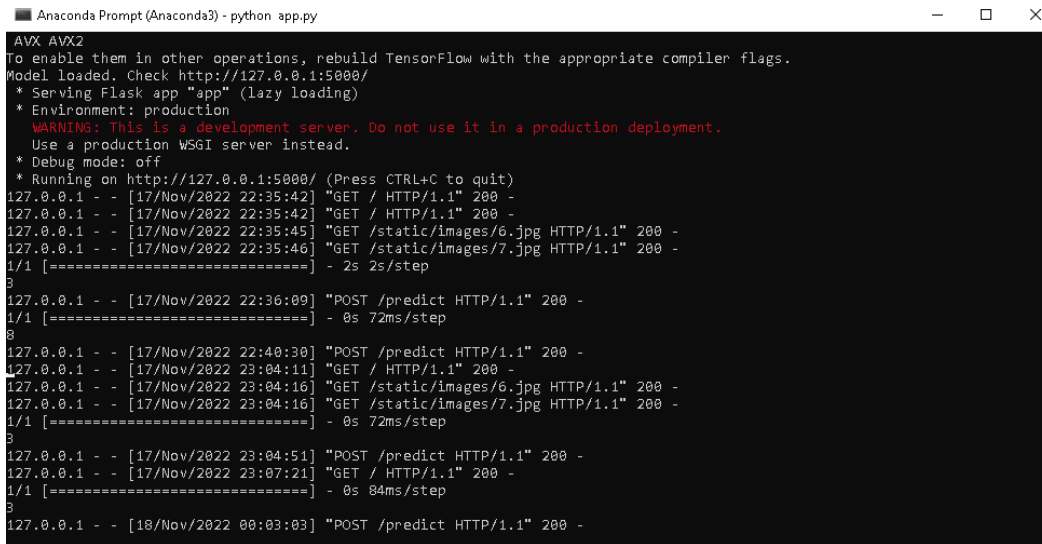 Anaconda Prompt (Anaconda3) - python app.py
AVX AVX2
To enable them in other operations, rebuild TensorFlow with the appropriate compiler flags.
Model loaded. Check http://127.0.0.1:5000/
* Serving Flask app "app" (lazy loading)
* Environment: production
WARNING: This is a development server. Do not use it in a production deployment.
Use a production WSGI server instead.
* Debug mode: off
* Running on http://127.0.0.1:5000/ (Press CTRL+C to quit)
127.0.0.1 - - [17/Nov/2022 22:35:42] "GET / HTTP/1.1" 200 -
127.0.0.1 - - [17/Nov/2022 22:35:42] "GET / HTTP/1.1" 200 -
127.0.0.1 - - [17/Nov/2022 22:35:45] "GET /static/images/6.jpg HTTP/1.1" 200 -
127.0.0.1 - - [17/Nov/2022 22:35:46] "GET /static/images/7.jpg HTTP/1.1" 200 -
1/1 [==============================] - 2s 2s/step
3
127.0.0.1 - - [17/Nov/2022 22:36:09] "POST /predict HTTP/1.1" 200 -
1/1 [==============================] - 0s 72ms/step
8
127.0.0.1 - - [17/Nov/2022 22:40:30] "POST /predict HTTP/1.1" 200 -
127.0.0.1 - - [17/Nov/2022 23:04:11] "GET / HTTP/1.1" 200 -
127.0.0.1 - - [17/Nov/2022 23:04:16] "GET /static/images/6.jpg HTTP/1.1" 200 -
127.0.0.1 - - [17/Nov/2022 23:04:16] "GET /static/images/7.jpg HTTP/1.1" 200 -
1/1 [==============================] - 0s 72ms/step
3
127.0.0.1 - - [17/Nov/2022 23:04:51] "POST /predict HTTP/1.1" 200 -
127.0.0.1 - - [17/Nov/2022 23:07:21] "GET / HTTP/1.1" 200 -
1/1 [==============================] - 0s 84ms/step
3
127.0.0.1 - - [18/Nov/2022 00:03:03] "POST /predict HTTP/1.1" 200 -